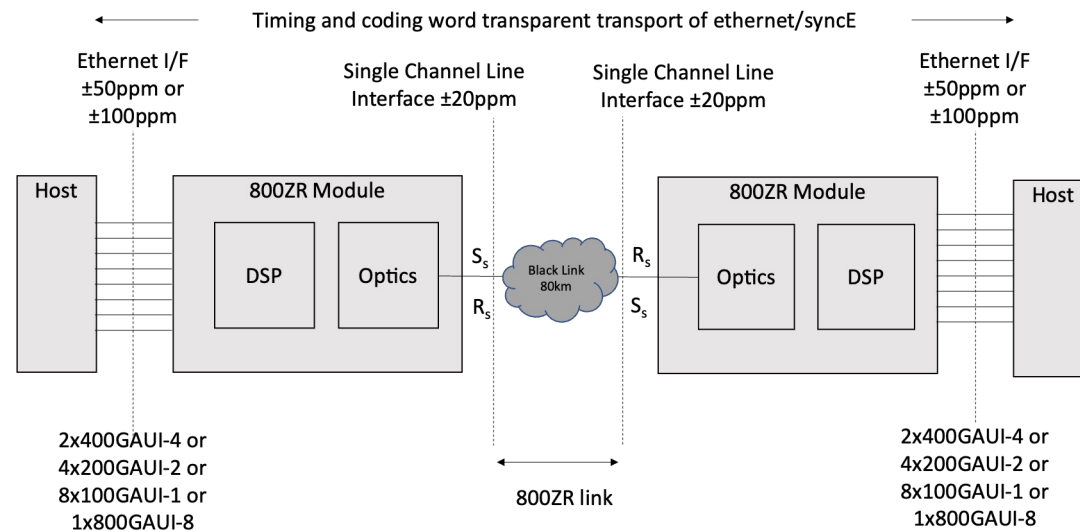 Timing and coding word transparent transport of ethernet/syncE
Ethernet I/F
±50ppm or
±100ppm
Single Channel Line
Interface ±20ppm
Single Channel Line
Interface ±20ppm
Ethernet I/F
±50ppm or
±100ppm
Host
800ZR Module
DSP
Optics
Ss
Rs
Black Link
80km
Rs
Ss
800ZR Module
Optics
DSP
Host
2x400GAUI-4 or
4x200GAUI-2 or
8x100GAUI-1 or
1x800GAUI-8
800ZR link
2x400GAUI-4 or
4x200GAUI-2 or
8x100GAUI-1 or
1x800GAUI-8